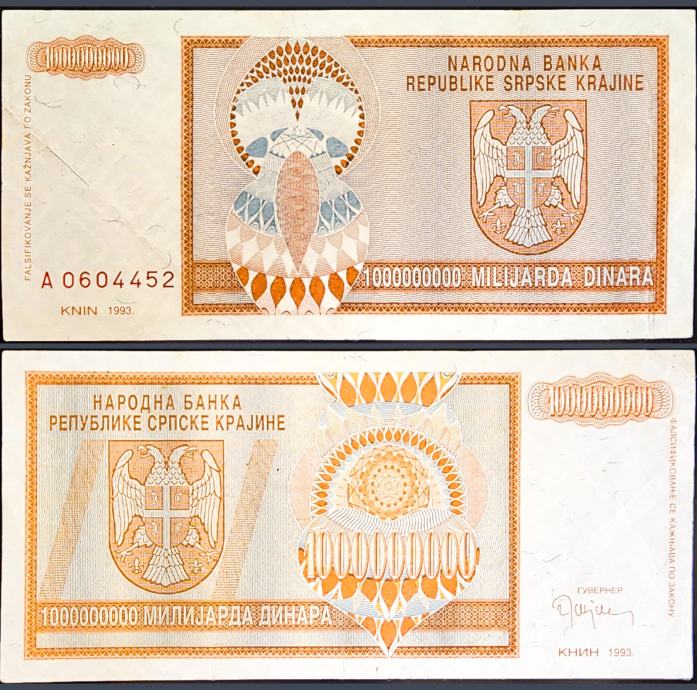 1000000000
NARODNA BANKA
REPUBLIKE SRPSKE KRAJINE
FALSIFIKOVANJE SE KAŽNJAVA PO ZAKONU
A 0604452
1000000000 MILIJARDA DINARA
KNIN 1993.
НАРОДНА БАНКА
РЕПУБЛИКЕ СРПСКЕ КРАЈИНЕ
1000000000
ФАЛСИФИКОВАЊЕ СЕ КАЖЊАВА ПО ЗАКОНУ
1000000000
1000000000 МИЛИЈАРДА ДИНАРА
ГУВЕРНЕР
КНИН 1993.